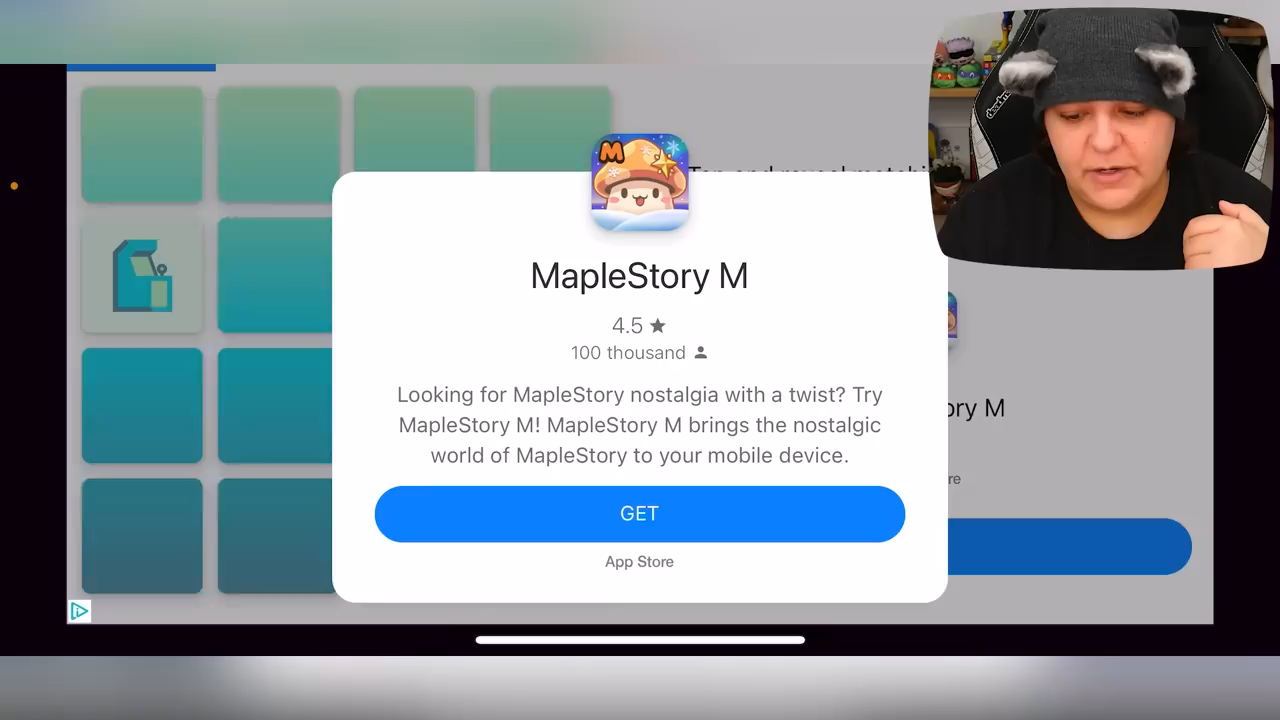 M
MapleStory M
4.5 ★
100 thousand
Looking for MapleStory nostalgia with a twist? Try
MapleStory M! MapleStory M brings the nostalgic
world of MapleStory to your mobile device.
GET
App Store
ory M
re